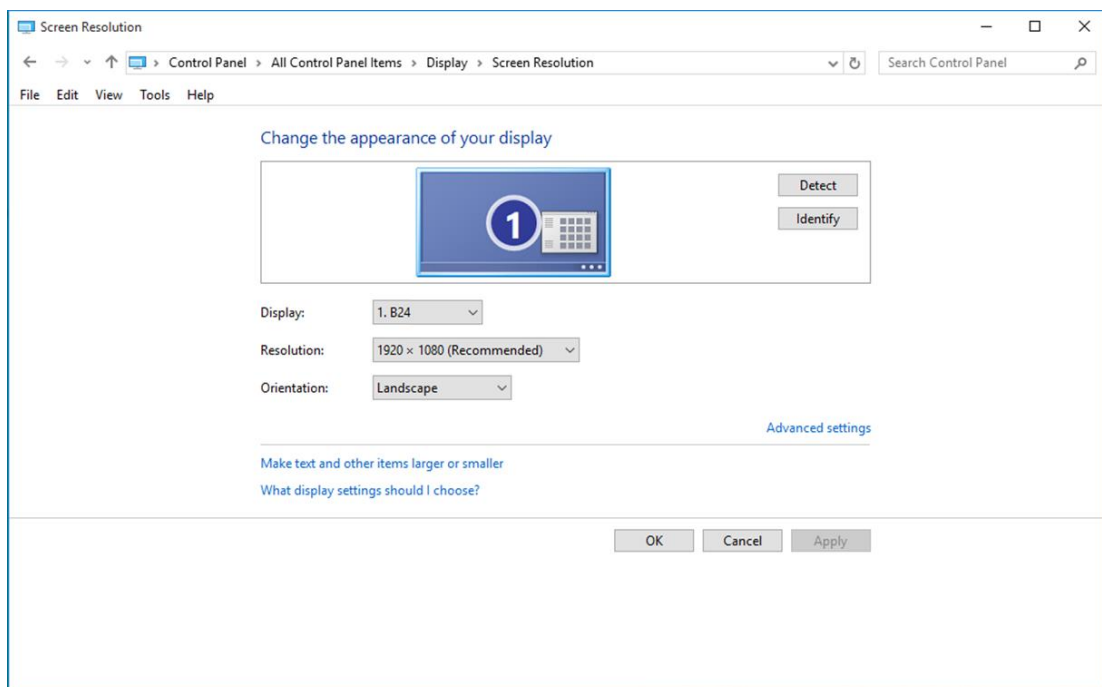 Screen Resolution
Control Panel > All Control Panel Items > Display > Screen Resolution
Search Control Panel
File Edit View Tools Help
Change the appearance of your display
1
Detect
Identify
Display: 1. B24
Resolution: 1920 × 1080 (Recommended)
Orientation: Landscape
Advanced settings
Make text and other items larger or smaller
What display settings should I choose?
OK Cancel Apply